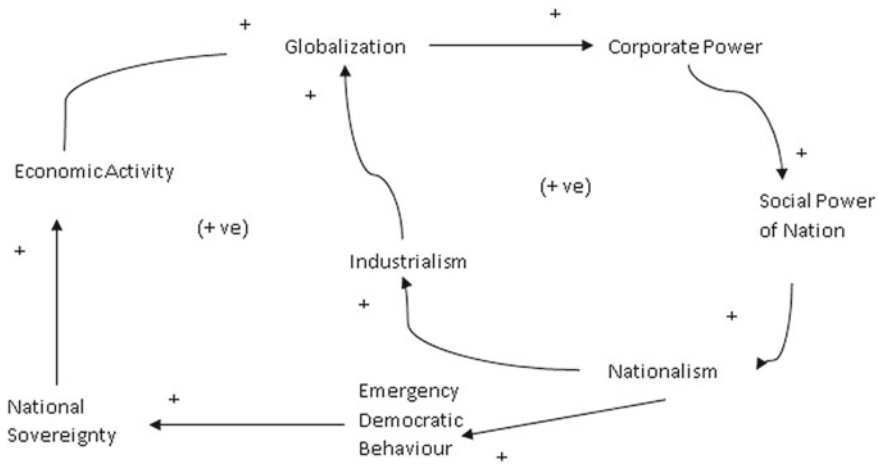 +
+
Globalization
Corporate Power
+
+
Economic Activity
(+ ve)
Social Power
of Nation
(+ ve)
+
Industrialism
+
+
Nationalism
Emergency
Democratic
Behaviour
+
National
Sovereignty
+